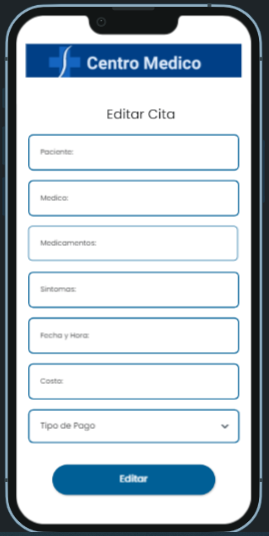 Centro Medico
Editar Cita
Paciente:
Medico:
Medicamentos:
Sintomas:
Fecha y Hora:
Costo:
Tipo de Pago
Editar